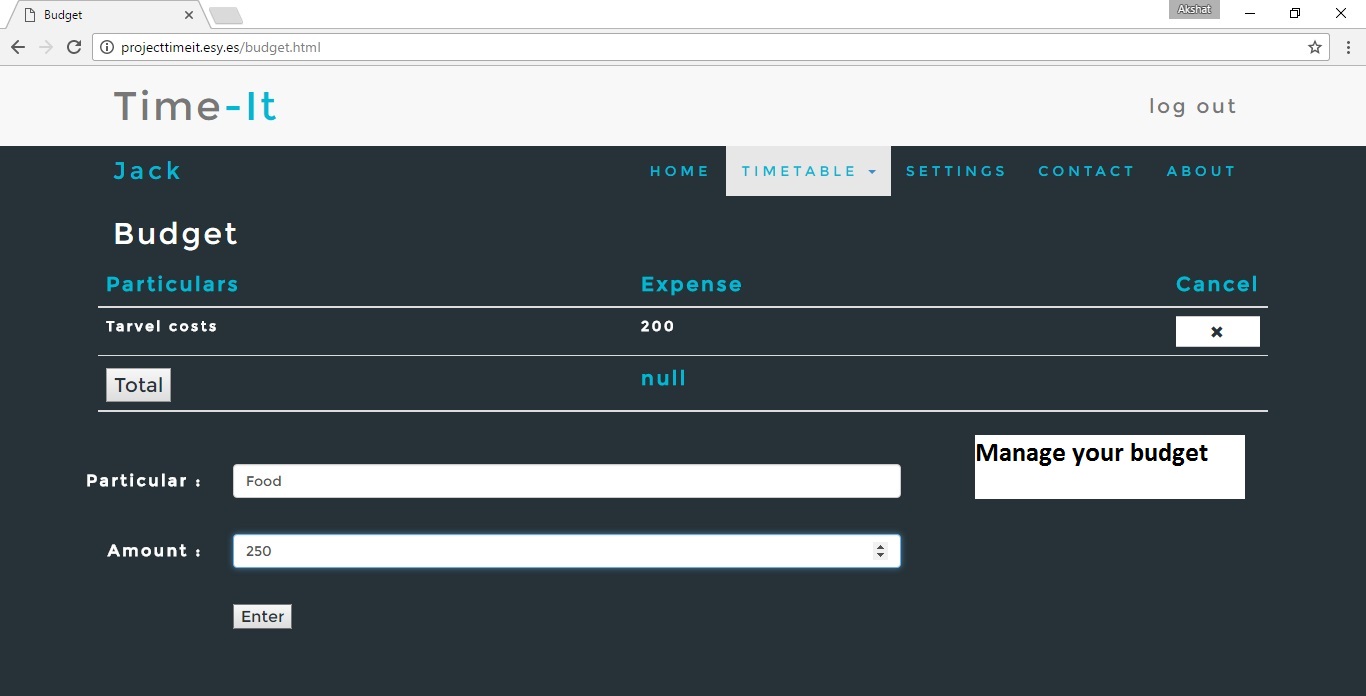 Budget
Akshat
projecttimeit.esy.es/budget.html
Time-It log out
Jack HOME TIMETABLE SETTINGS CONTACT ABOUT
Budget
Particulars Expense Cancel
Tarvel costs 200
Total null
Manage your budget
Particular : Food
Amount : 250
Enter